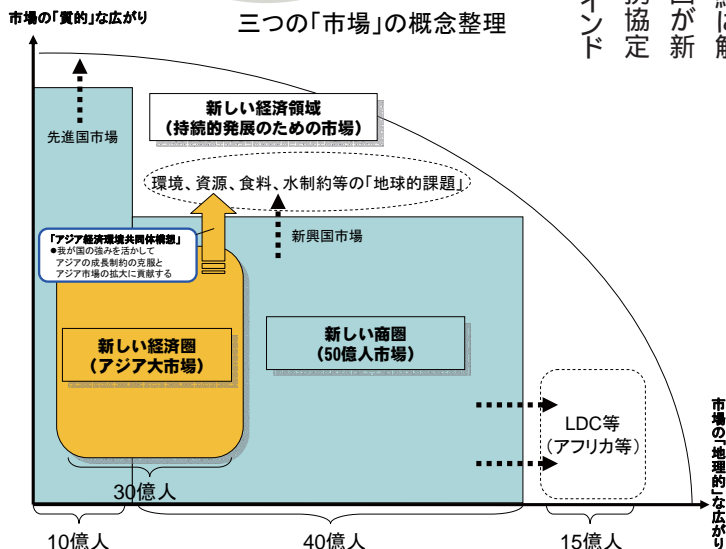 市場の「質的」な広がり
三つの「市場」の概念整理
が新
務協定
インド
先進国市場
新しい経済領域
（持続的発展のための市場）
環境、資源、食料、水制約等の「地球的課題」
「アジア経済環境共同体構想」
●我が国の強みを活かして
アジアの成長制約の克服と
アジア市場の拡大に貢献する
新興国市場
新しい経済圏
（アジア大市場）
新しい商圏
（50億人市場）
LDC等
（アフリカ等）
市場の「地理的」な広がり
30億人
10億人
40億人
15億人